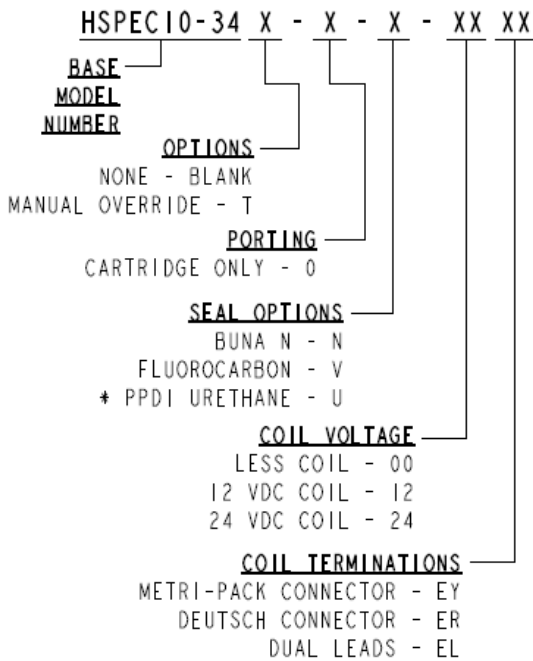 HSPEC10-34 X - X - X - XX XX
BASE
MODEL
NUMBER
OPTIONS
NONE - BLANK
MANUAL OVERRIDE - T
PORTING
CARTRIDGE ONLY - 0
SEAL OPTIONS
BUNA N - N
FLUOROCARBON - V
* PPDI URETHANE - U
COIL VOLTAGE
LESS COIL - 00
12 VDC COIL - 12
24 VDC COIL - 24
COIL TERMINATIONS
METRI-PACK CONNECTOR - EY
DEUTSCH CONNECTOR - ER
DUAL LEADS - EL